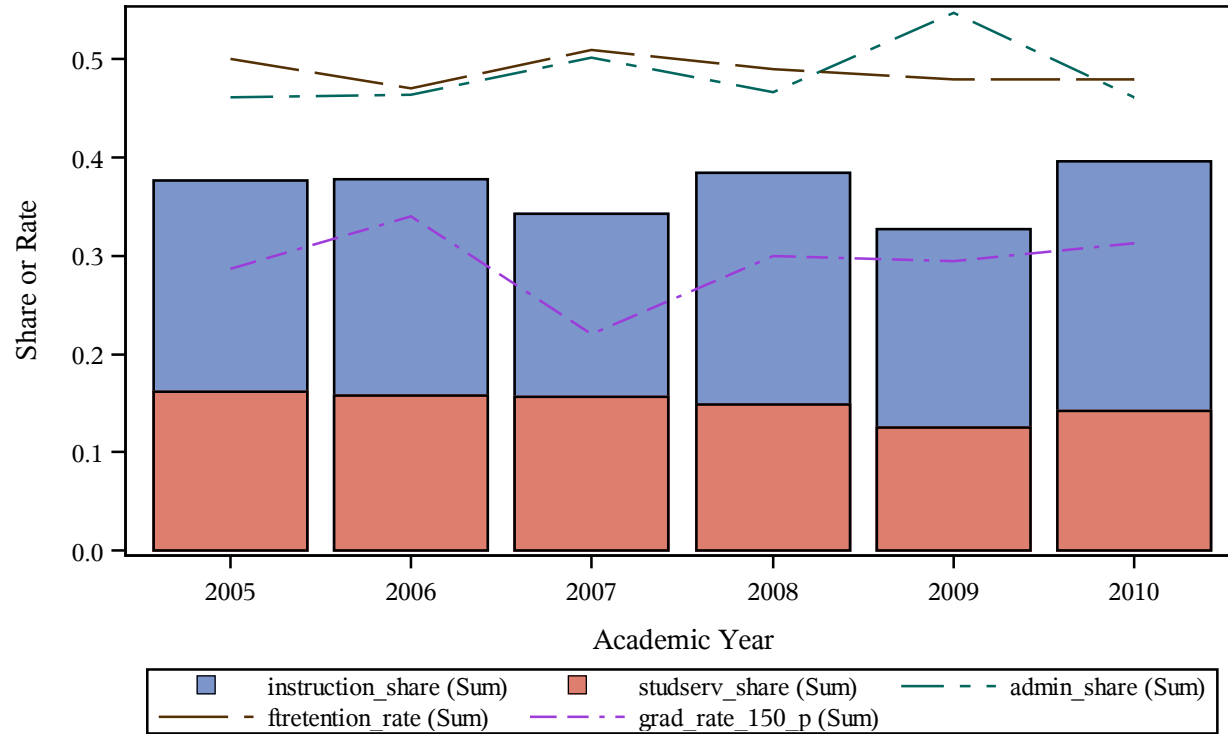 0.5
0.4
0.3
0.2
0.1
0.0
Share or Rate
2005 2006 2007 2008 2009 2010
Academic Year
instruction_share (Sum) studserv_share (Sum) admin_share (Sum)
ftretention_rate (Sum) grad_rate_150_p (Sum)